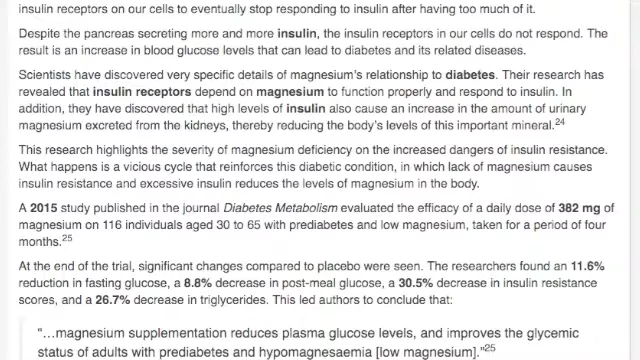 insulin receptors on our cells to eventually stop responding to insulin after having too much of it.
Despite the pancreas secreting more and more insulin, the insulin receptors in our cells do not respond. The
result is an increase in blood glucose levels that can lead to diabetes and its related diseases.
Scientists have discovered very specific details of magnesium's relationship to diabetes. Their research has
revealed that insulin receptors depend on magnesium to function properly and respond to insulin. In
addition, they have discovered that high levels of insulin also cause an increase in the amount of urinary
magnesium excreted from the kidneys, thereby reducing the body's levels of this important mineral.24
This research highlights the severity of magnesium deficiency on the increased dangers of insulin resistance.
What happens is a vicious cycle that reinforces this diabetic condition, in which lack of magnesium causes
insulin resistance and excessive insulin reduces the levels of magnesium in the body.
A 2015 study published in the journal Diabetes Metabolism evaluated the efficacy of a daily dose of 382 mg of
magnesium on 116 individuals aged 30 to 65 with prediabetes and low magnesium, taken for a period of four
months.25
At the end of the trial, significant changes compared to placebo were seen. The researchers found an 11.6%
reduction in fasting glucose, a 8.8% decrease in post-meal glucose, a 30.5% decrease in insulin resistance
scores, and a 26.7% decrease in triglycerides. This led authors to conclude that:
"…magnesium supplementation reduces plasma glucose levels, and improves the glycemic
status of adults with prediabetes and hypomagnesaemia [low magnesium]."25